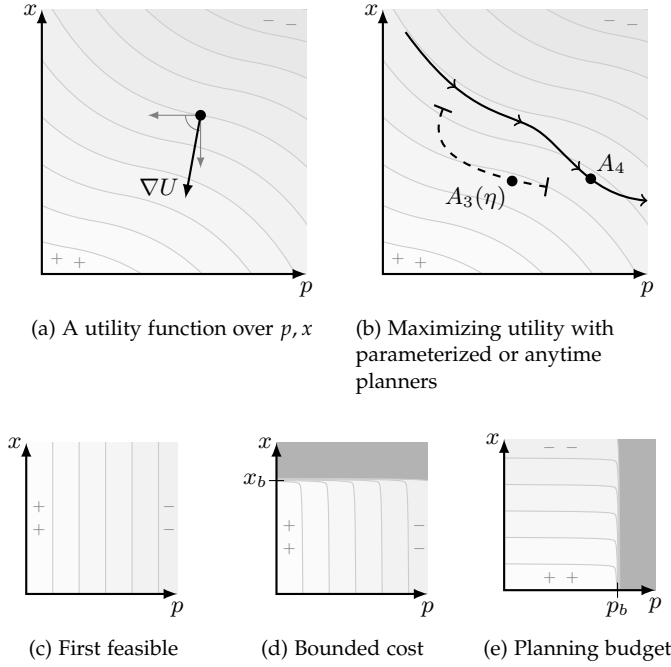 x
− −
∇U
+ +
p
(a) A utility function over p, x
x
A₄
A₃(η)
+ +
p
(b) Maximizing utility with
parameterized or anytime
planners
x
+ −
+ −
p
(c) First feasible
x
x_b
+ −
+ −
p
(d) Bounded cost
x
− −
+ +
p_b p
(e) Planning budget